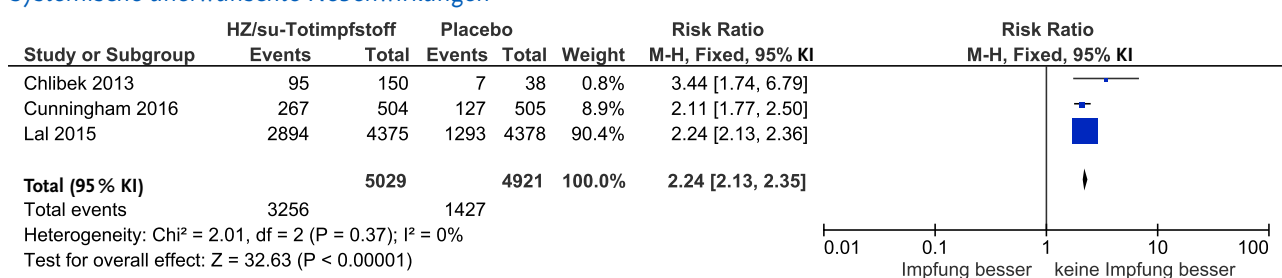 Systemische unerwünschte Nebenwirkungen
HZ/su-Totimpfstoff Placebo Risk Ratio Risk Ratio
Study or Subgroup Events Total Events Total Weight M-H, Fixed, 95% KI M-H, Fixed, 95% KI
Chlibek 2013 95 150 7 38 0.8% 3.44 [1.74, 6.79]
Cunningham 2016 267 504 127 505 8.9% 2.11 [1.77, 2.50]
Lal 2015 2894 4375 1293 4378 90.4% 2.24 [2.13, 2.36]
Total (95 % KI) 5029 4921 100.0% 2.24 [2.13, 2.35]
Total events 3256 1427
Heterogeneity: Chi² = 2.01, df = 2 (P = 0.37); I² = 0%
Test for overall effect: Z = 32.63 (P < 0.00001)
0.01 0.1 1 10 100
Impfung besser keine Impfung besser